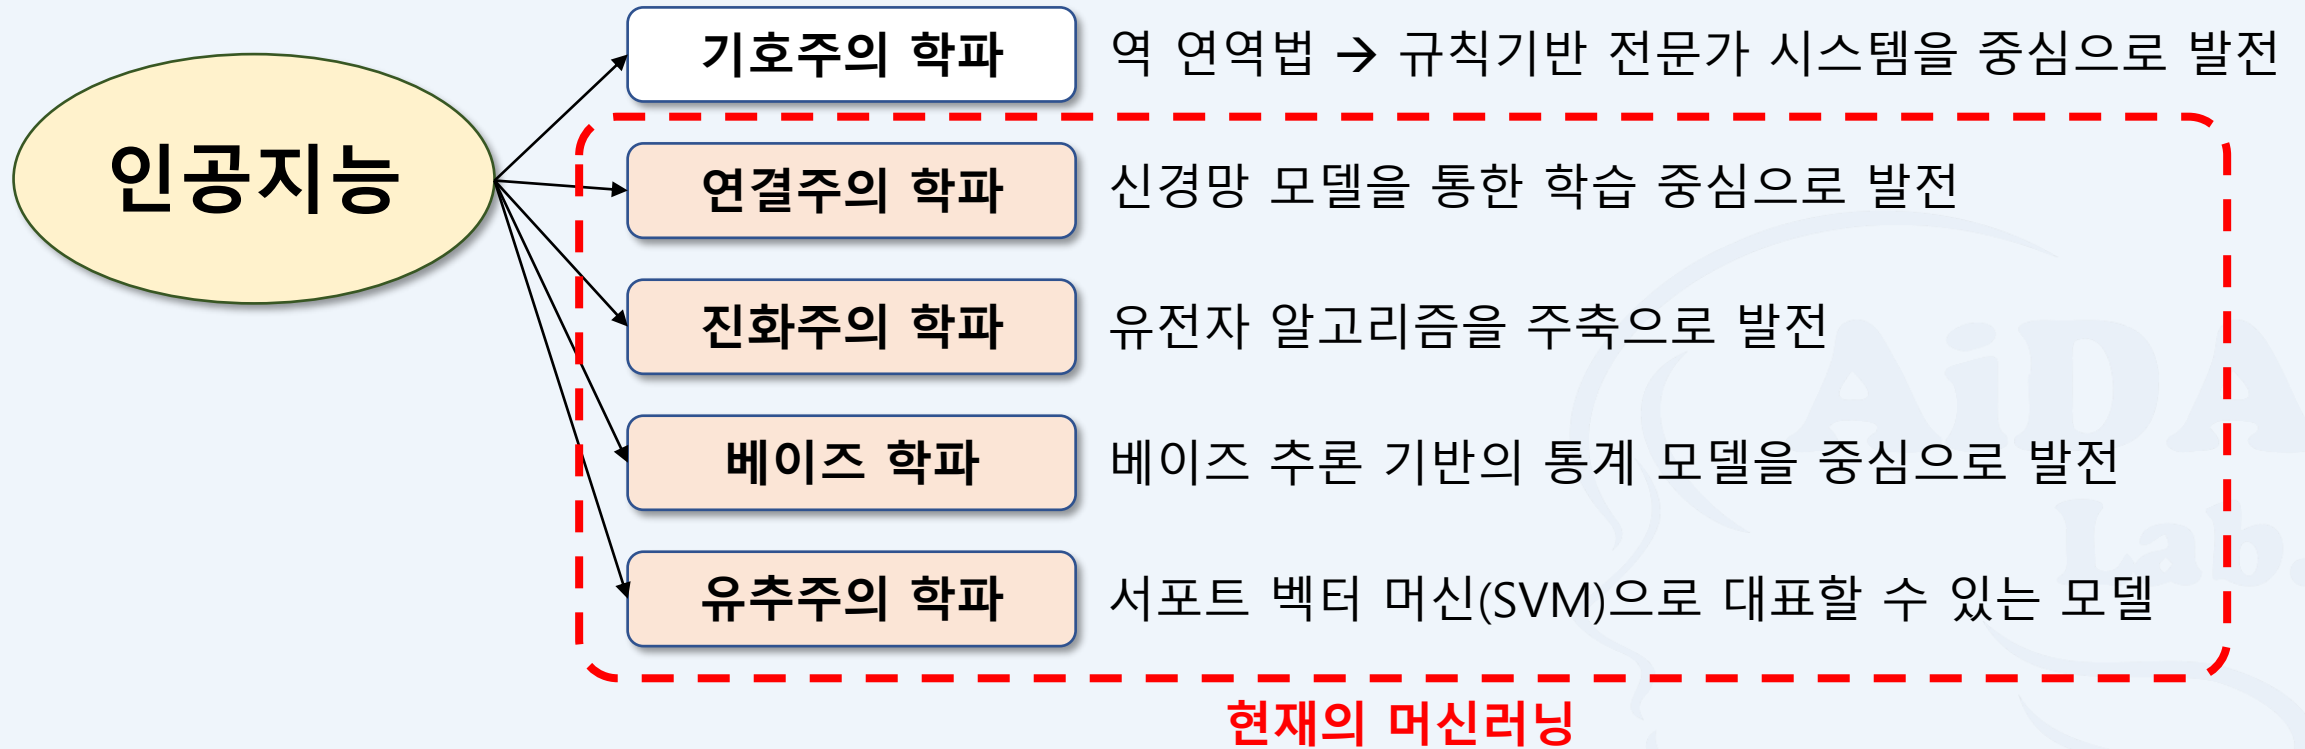 인공지능
기호주의 학파
역 연역법 → 규칙기반 전문가 시스템을 중심으로 발전
연결주의 학파
신경망 모델을 통한 학습 중심으로 발전
진화주의 학파
유전자 알고리즘을 주축으로 발전
베이즈 학파
베이즈 추론 기반의 통계 모델을 중심으로 발전
유추주의 학파
서포트 벡터 머신(SVM)으로 대표할 수 있는 모델
현재의 머신러닝
AiDA
Lab.